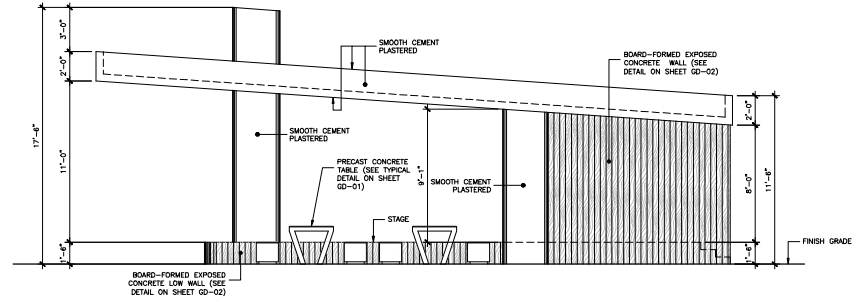 3'-0"
2'-0"
17'-6"
11'-0"
1'-6"
SMOOTH CEMENT
PLASTERED
BOARD-FORMED EXPOSED
CONCRETE WALL (SEE
DETAIL ON SHEET GD-02)
SMOOTH CEMENT
PLASTERED
PRECAST CONCRETE
TABLE (SEE TYPICAL
DETAIL ON SHEET
GD-01)
9'-1"
SMOOTH CEMENT
PLASTERED
STAGE
2'-0"
8'-0"
11'-6"
1'-6"
FINISH GRADE
BOARD-FORMED EXPOSED
CONCRETE LOW WALL (SEE
DETAIL ON SHEET GD-02)